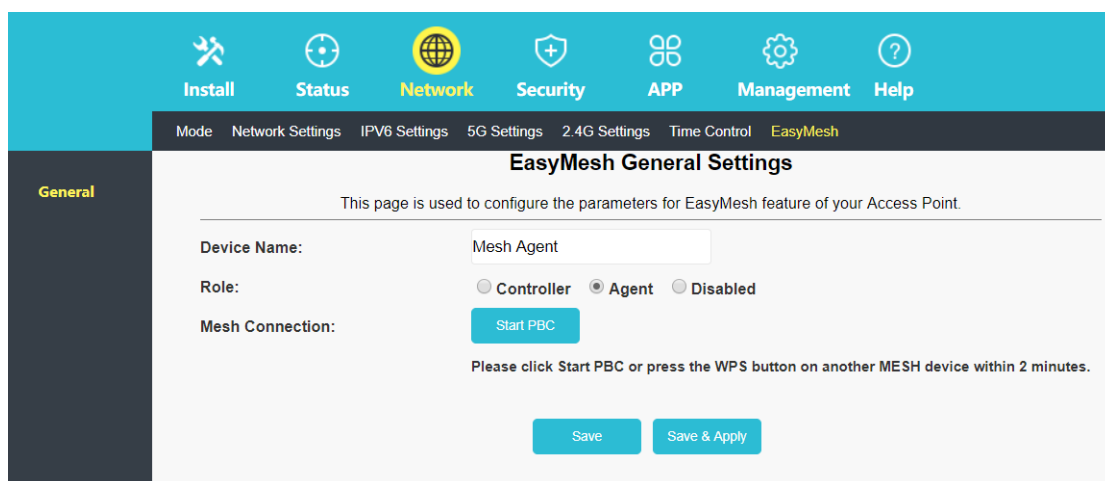 Install Status Network Security APP Management Help
Mode Network Settings IPV6 Settings 5G Settings 2.4G Settings Time Control EasyMesh
General
EasyMesh General Settings
This page is used to configure the parameters for EasyMesh feature of your Access Point.
Device Name: Mesh Agent
Role: Controller Agent Disabled
Mesh Connection: Start PBC
Please click Start PBC or press the WPS button on another MESH device within 2 minutes.
Save Save & Apply